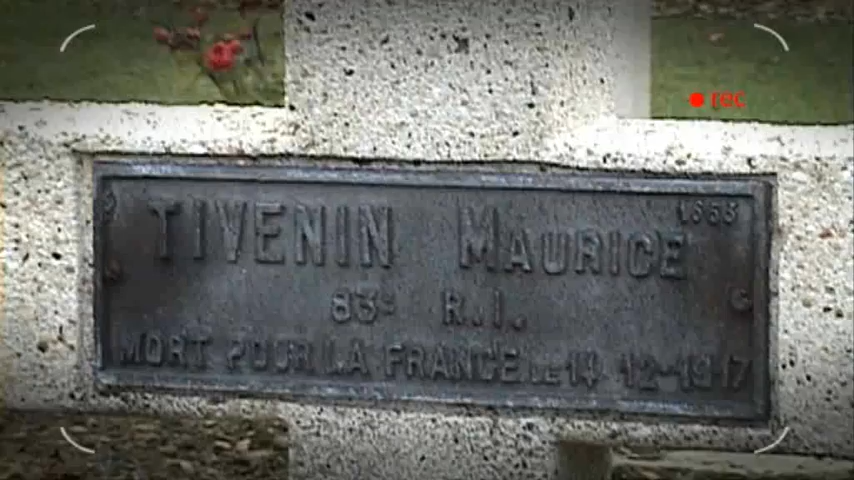 rec
1653
TIVENIN MAURICE
83E R.I.
MORT POUR LA FRANCE LE 14-12-1917